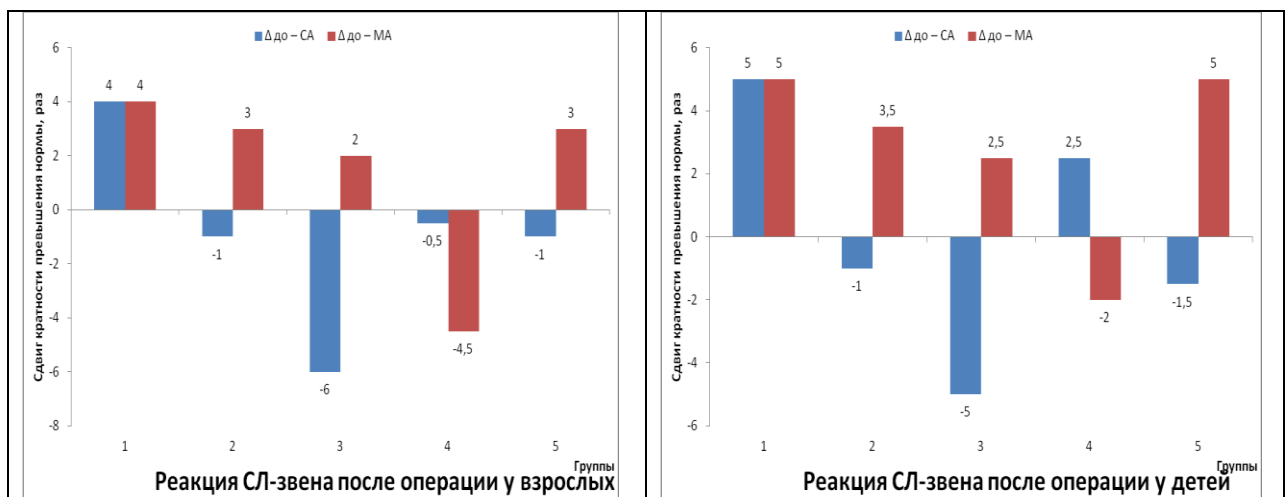 Δ до – СА Δ до – МА
Сдвиг кратности превышения нормы, раз
6
4
2
0
-2
-4
-6
-8
4 4
-1 3
-6 2
-0,5 -4,5
-1 3
1 2 3 4 5
Группы
Реакция СЛ-звена после операции у взрослых
Δ до – СА Δ до – МА
Сдвиг кратности превышения нормы, раз
6
4
2
0
-2
-4
-6
5 5
-1 3,5
-5 2,5
2,5 -2
-1,5 5
1 2 3 4 5
Группы
Реакция СЛ-звена после операции у детей